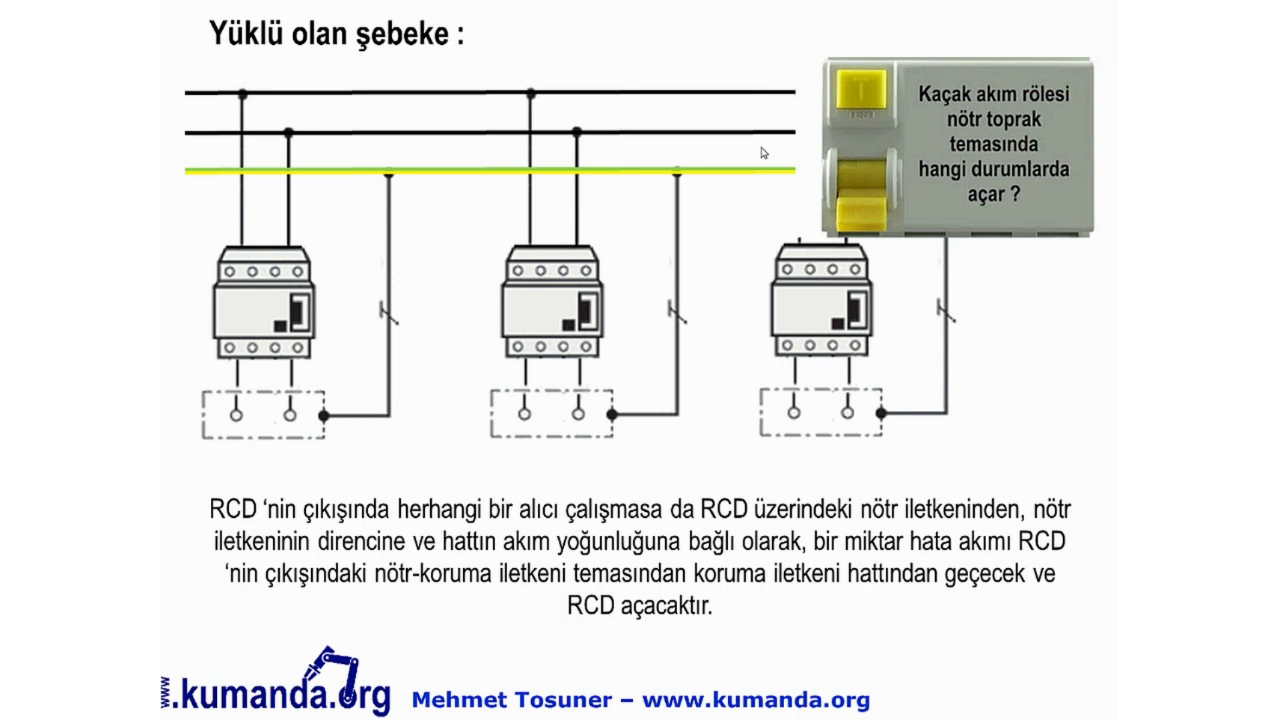 Yüklü olan şebeke :
TEST
Kaçak akım rölesi
nötr toprak
temasında
hangi durumlarda
açar ?
RCD ‘nin çıkışında herhangi bir alıcı çalışmasa da RCD üzerindeki nötr iletkeninden, nötr
iletkeninin direncine ve hattın akım yoğunluğuna bağlı olarak, bir miktar hata akımı RCD
‘nin çıkışındaki nötr-koruma iletkeni temasından koruma iletkeni hattından geçecek ve
RCD açacaktır.
www.kumanda.org
Mehmet Tosuner – www.kumanda.org